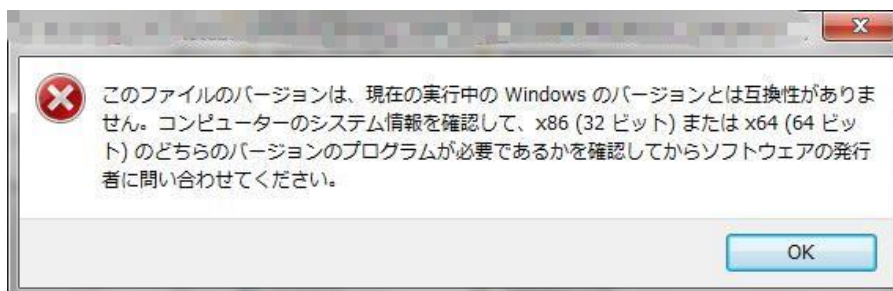 このファイルのバージョンは、現在の実行中の Windows のバージョンとは互換性がありま
せん。コンピューターのシステム情報を確認して、x86 (32 ビット) または x64 (64 ビッ
ト) のどちらのバージョンのプログラムが必要であるかを確認してからソフトウェアの発行
者に問い合わせてください。
OK